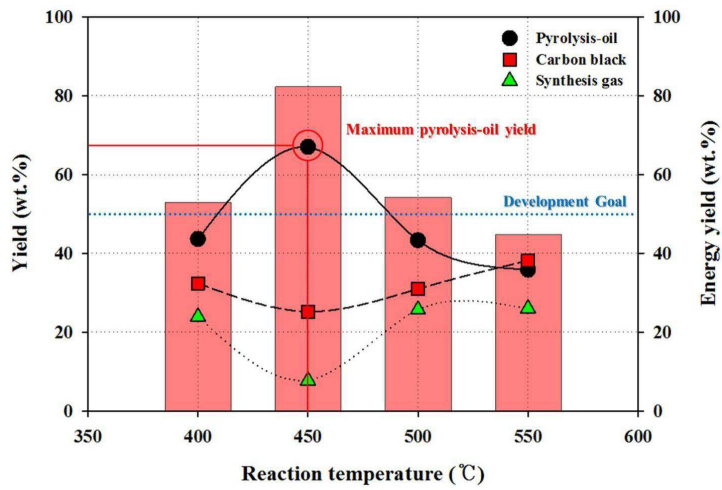 100
80
60
40
20
0
Yield (wt.%)
Pyrolysis-oil
Carbon black
Synthesis gas
Maximum pyrolysis-oil yield
Development Goal
100
80
60
40
20
0
Energy yield (wt.%)
350
400
450
500
550
600
Reaction temperature (℃)